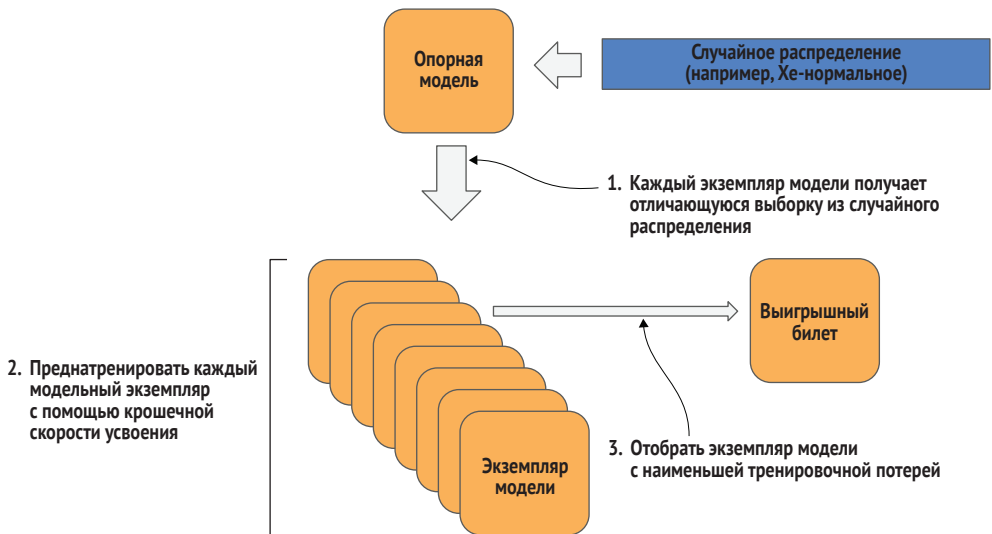 Опорная
модель
Случайное распределение
(например, Хе-нормальное)
1. Каждый экземпляр модели получает
отличающуюся выборку из случайного
распределения
Выигрышный
билет
2. Преднатренировать каждый
модельный экземпляр
с помощью крошечной
скорости усвоения
3. Отобрать экземпляр модели
с наименьшей тренировочной потерей
Экземпляр
модели